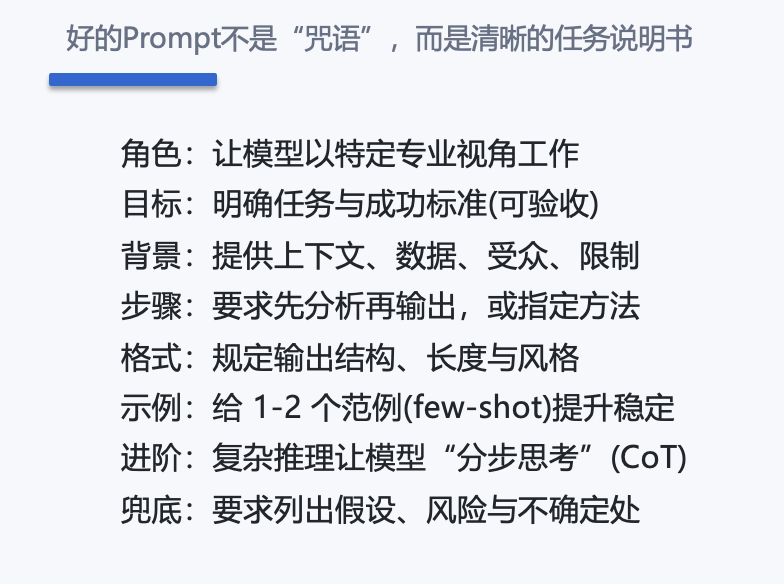 好的Prompt不是“咒语”，而是清晰的任务说明书
角色：让模型以特定专业视角工作
目标：明确任务与成功标准(可验收)
背景：提供上下文、数据、受众、限制
步骤：要求先分析再输出，或指定方法
格式：规定输出结构、长度与风格
示例：给 1-2 个范例(few-shot)提升稳定
进阶：复杂推理让模型“分步思考”(CoT)
兜底：要求列出假设、风险与不确定处